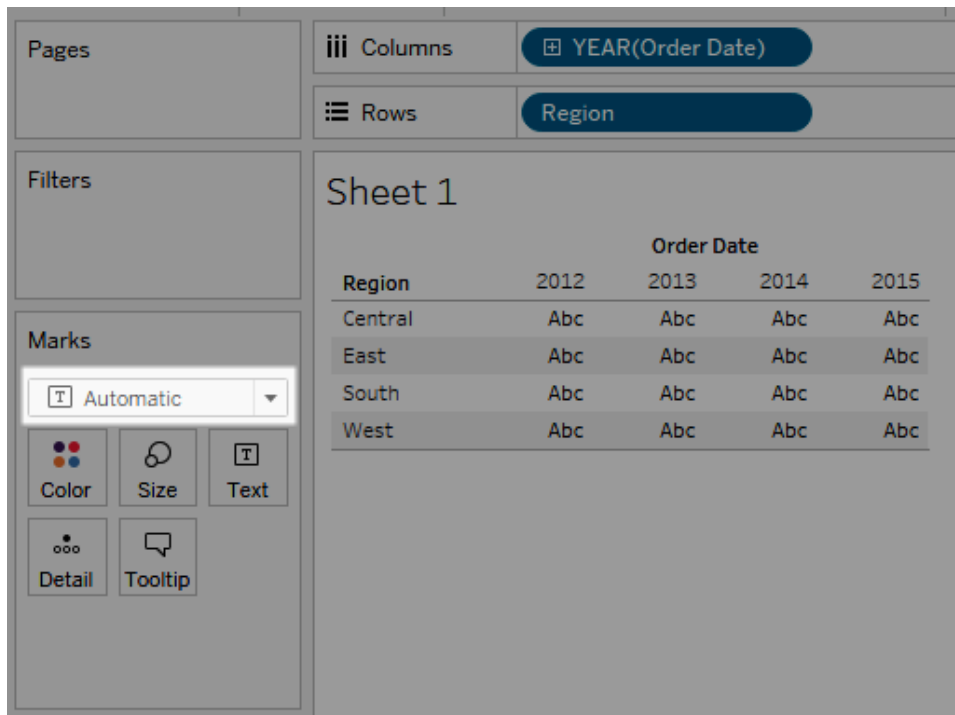 Pages
Columns
YEAR(Order Date)
Rows
Region
Filters
Sheet 1
Order Date
Region 2012 2013 2014 2015
Central Abc Abc Abc Abc
East Abc Abc Abc Abc
South Abc Abc Abc Abc
West Abc Abc Abc Abc
Marks
T Automatic
Color Size T Text
Detail Tooltip